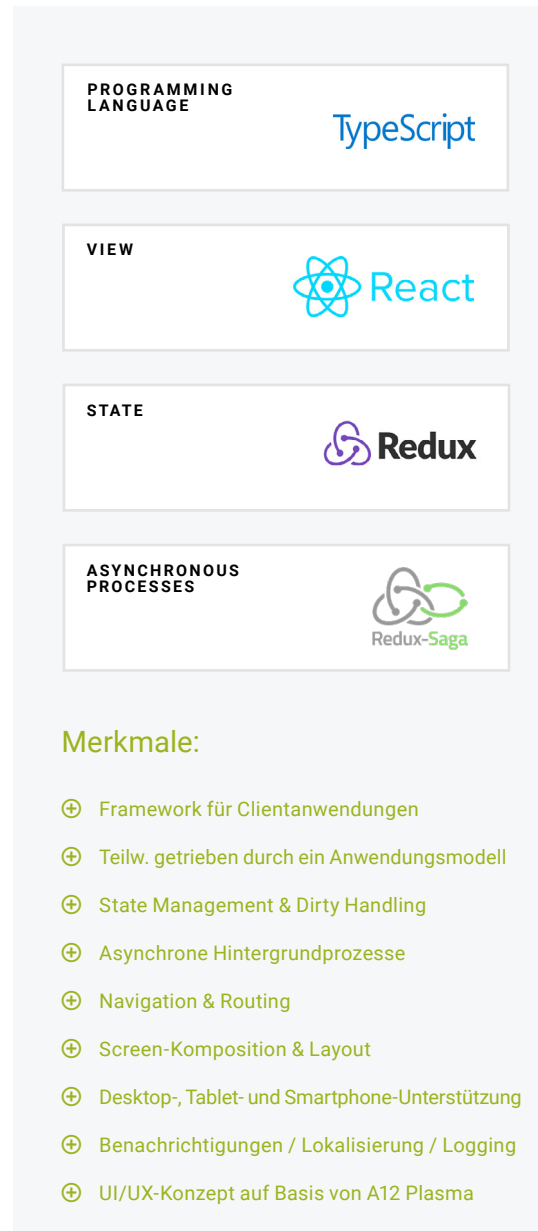 PROGRAMMING
LANGUAGE
TypeScript
VIEW
React
STATE
Redux
ASYNCHRONOUS
PROCESSES
Redux-Saga
Merkmale:
Framework für Clientanwendungen
Teilw. getrieben durch ein Anwendungsmodell
State Management & Dirty Handling
Asynchrone Hintergrundprozesse
Navigation & Routing
Screen-Komposition & Layout
Desktop-, Tablet- und Smartphone-Unterstützung
Benachrichtigungen / Lokalisierung / Logging
UI/UX-Konzept auf Basis von A12 Plasma